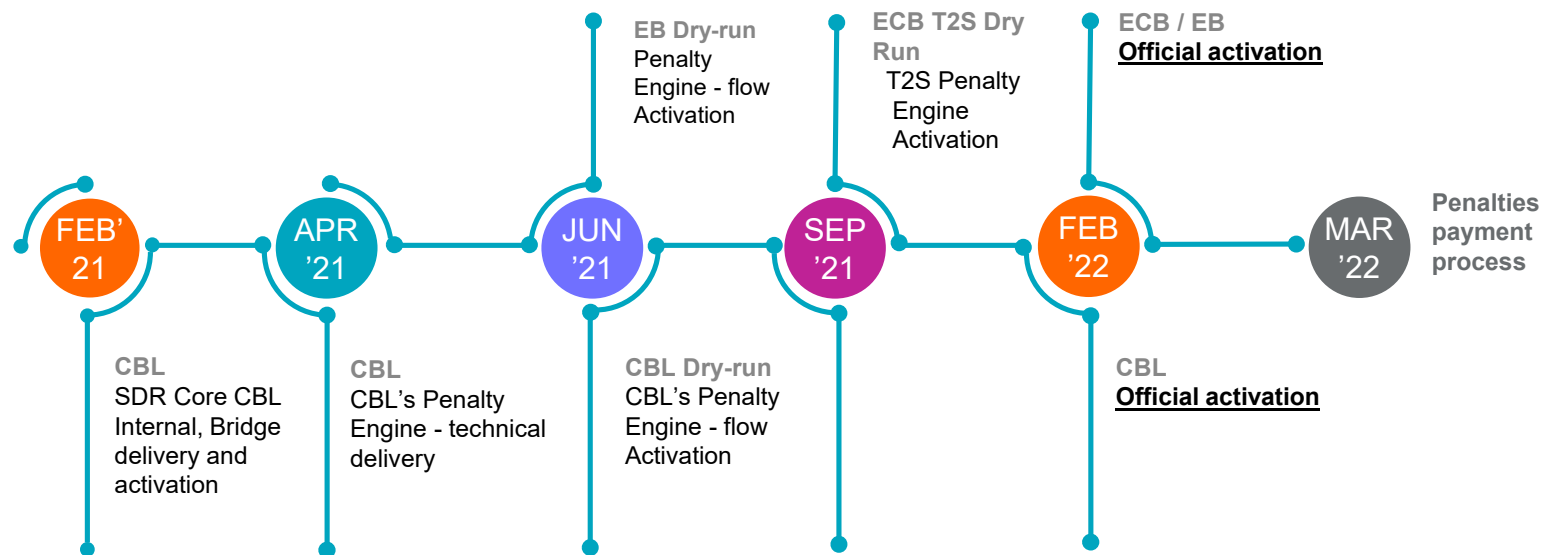 EB Dry-run
Penalty
Engine - flow
Activation
ECB T2S Dry
Run
T2S Penalty
Engine
Activation
ECB / EB
Official activation
FEB’
21
APR
’21
JUN
’21
SEP
’21
FEB
’22
MAR
’22
Penalties
payment
process
CBL
SDR Core CBL
Internal, Bridge
delivery and
activation
CBL
CBL’s Penalty
Engine - technical
delivery
CBL Dry-run
CBL’s Penalty
Engine - flow
Activation
CBL
Official activation